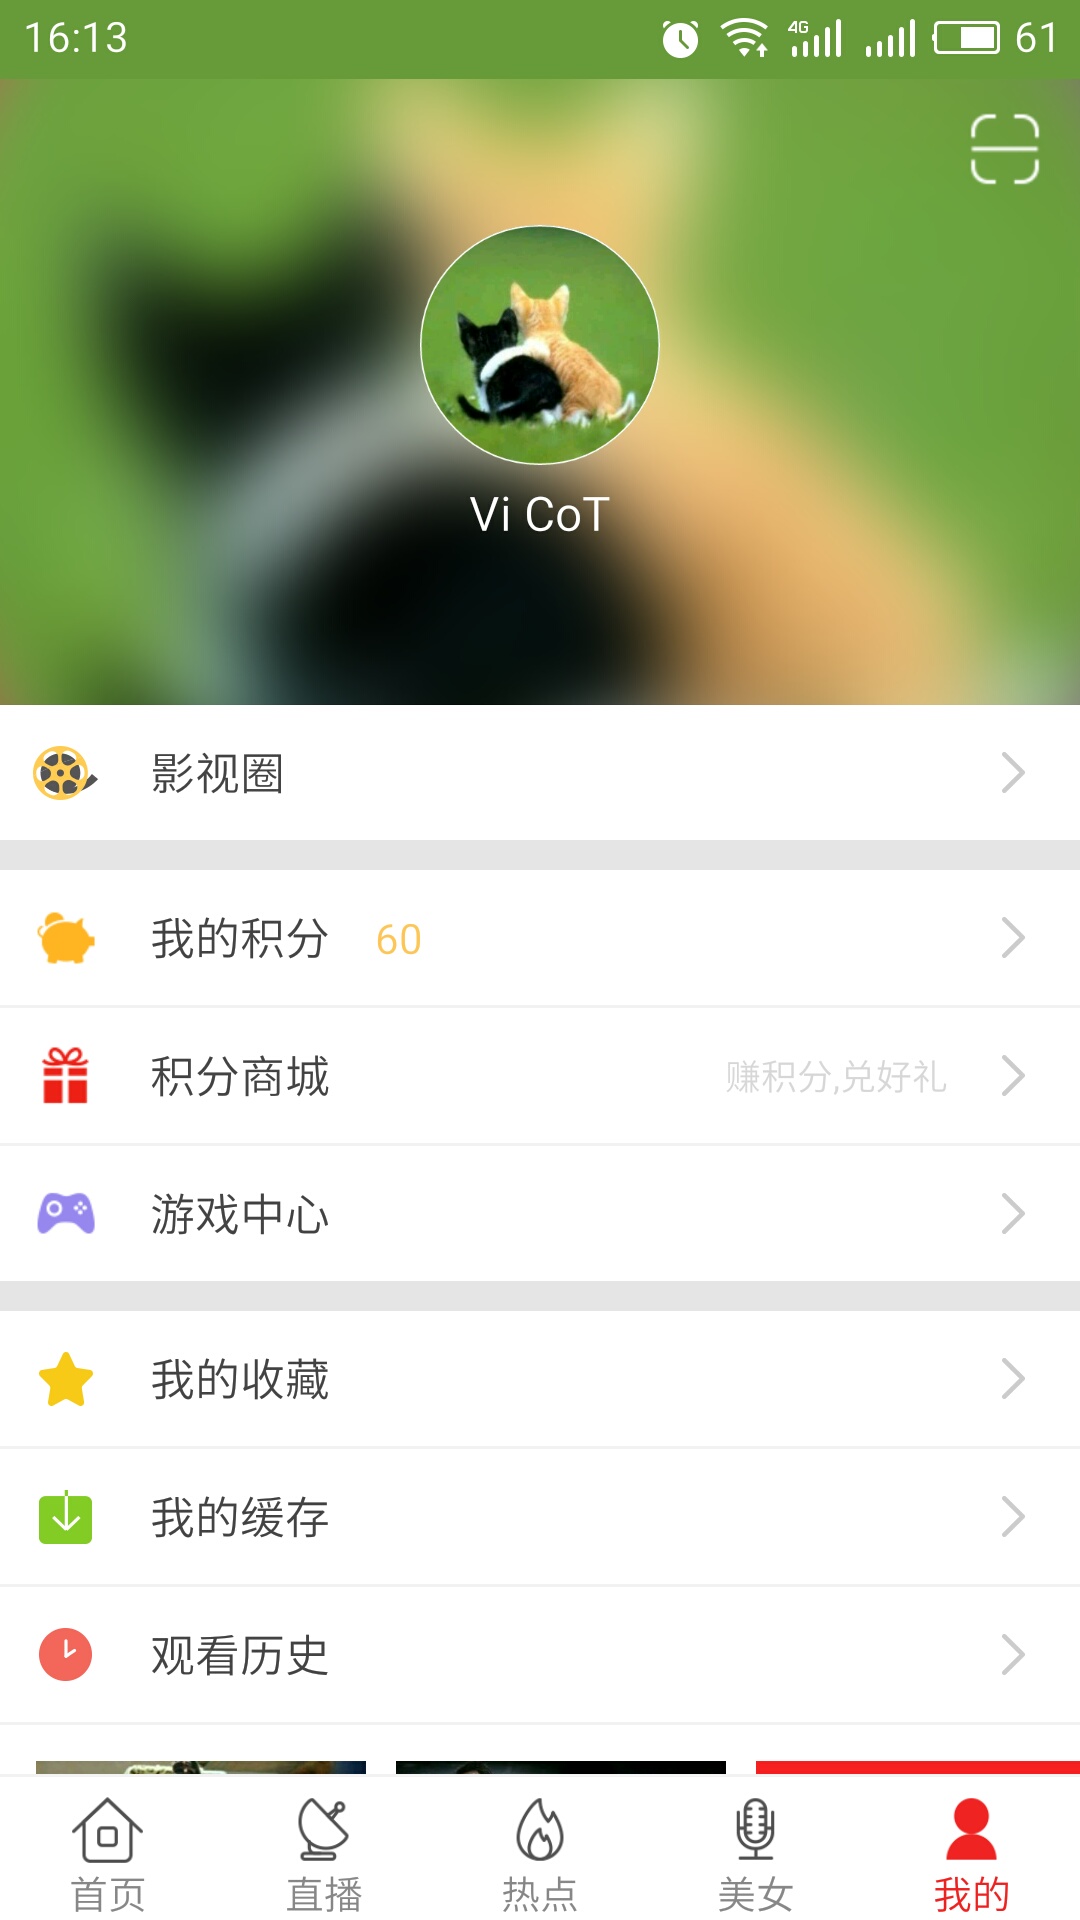 16:13
4G
61
Vi CoT
影视圈
我的积分 60
积分商城 赚积分,兑好礼
游戏中心
我的收藏
我的缓存
观看历史
首页 直播 热点 美女 我的